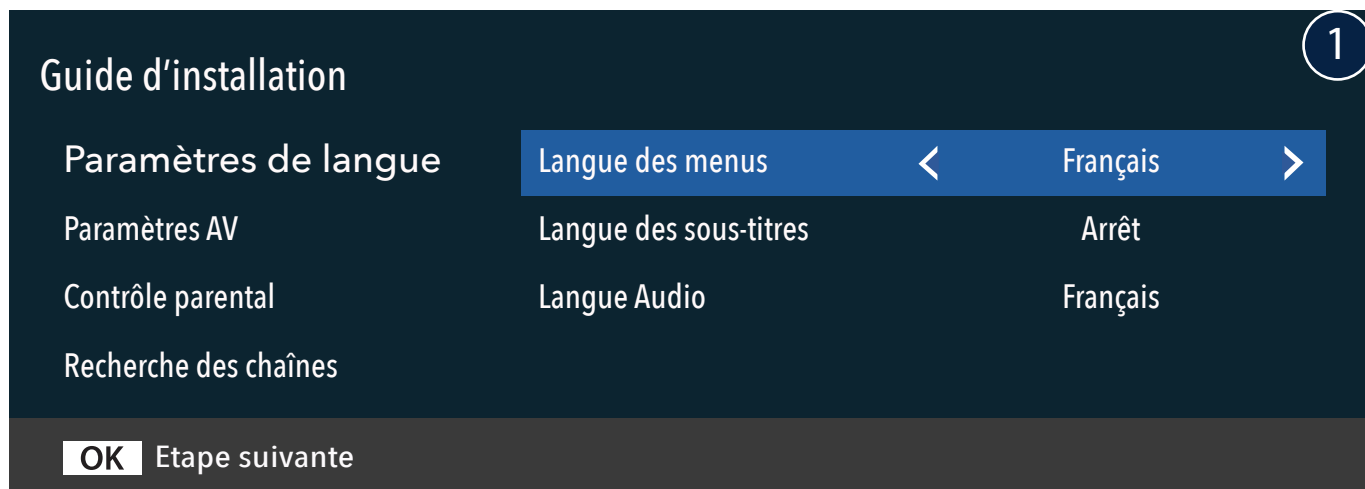 1
Guide d’installation
Paramètres de langue
Langue des menus < Français >
Paramètres AV
Langue des sous-titres Arrêt
Contrôle parental
Langue Audio Français
Recherche des chaînes
OK Etape suivante